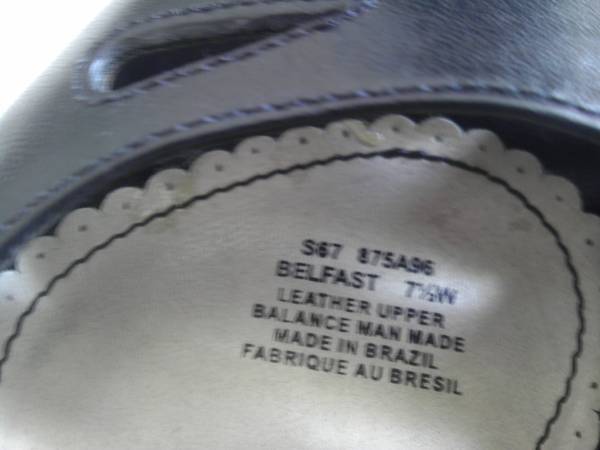 S67 875A96
BELFAST 7½W
LEATHER UPPER
BALANCE MAN MADE
MADE IN BRAZIL
FABRIQUE AU BRESIL